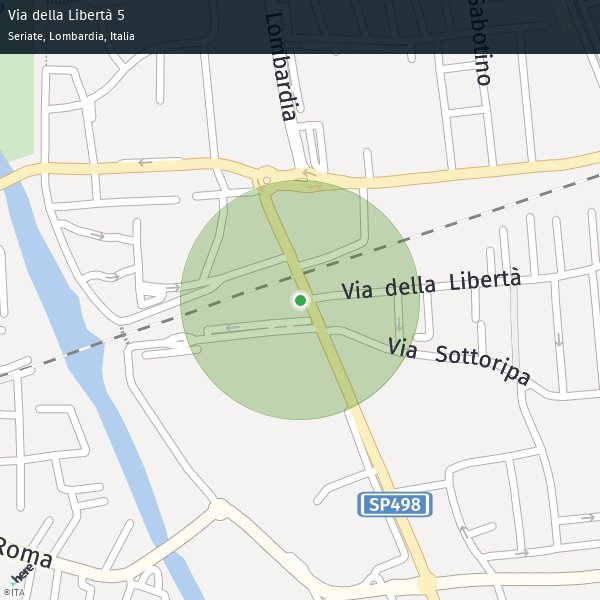 Via della Libertà 5
Seriate, Lombardia, Italia
Lombardia
Sabotino
Via della Libertà
Via Sottoripa
SP498
Roma
here
©ITA